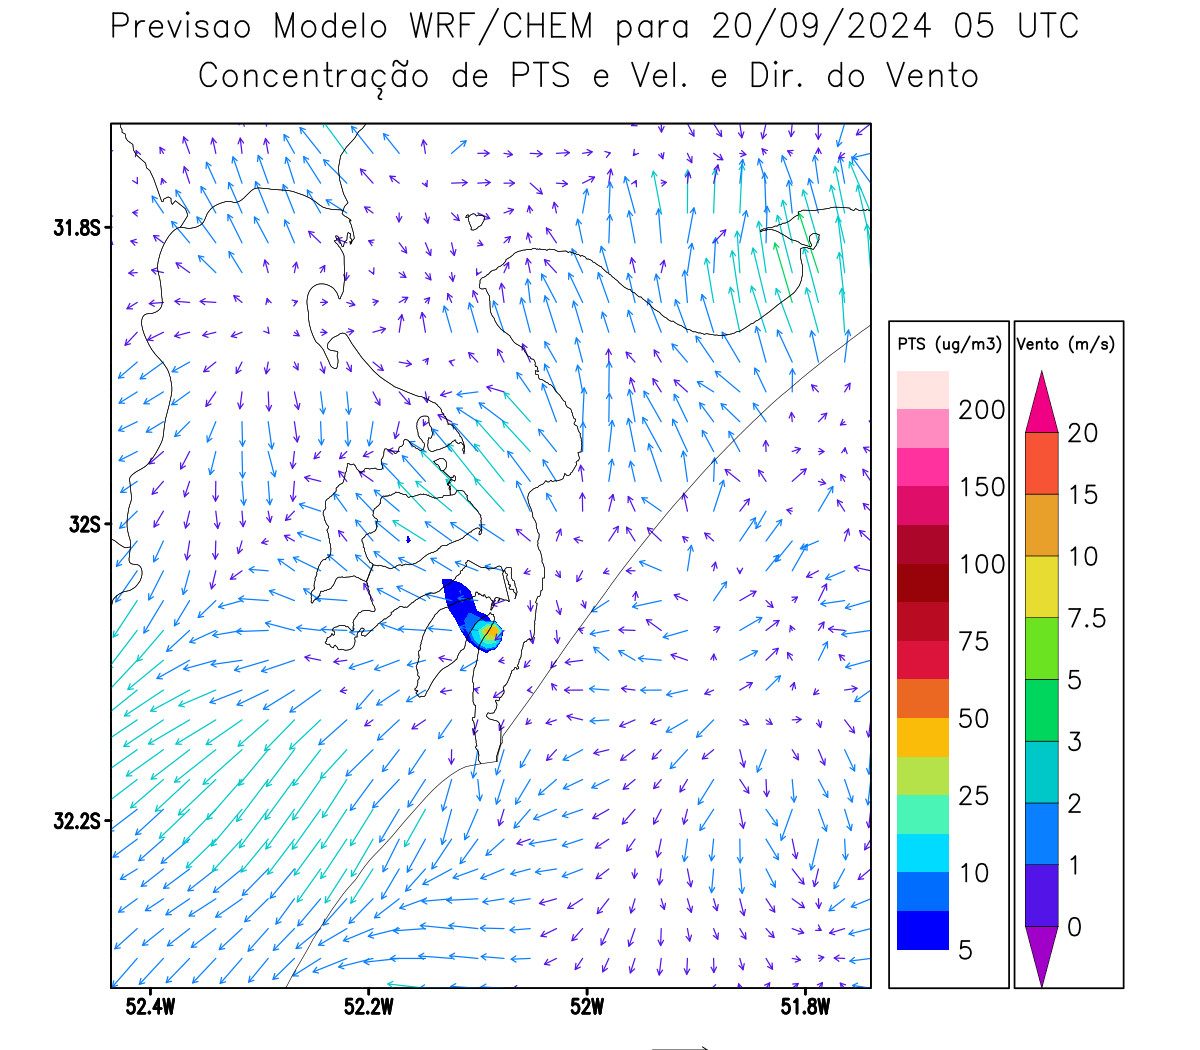 Previsao Modelo WRF/CHEM para 20/09/2024 05 UTC
Concentração de PTS e Vel. e Dir. do Vento
31.8S
32S
32.2S
52.4W
52.2W
52W
51.8W
PTS (ug/m3)
200
150
100
75
50
25
10
5
Vento (m/s)
20
15
10
7.5
5
3
2
1
0